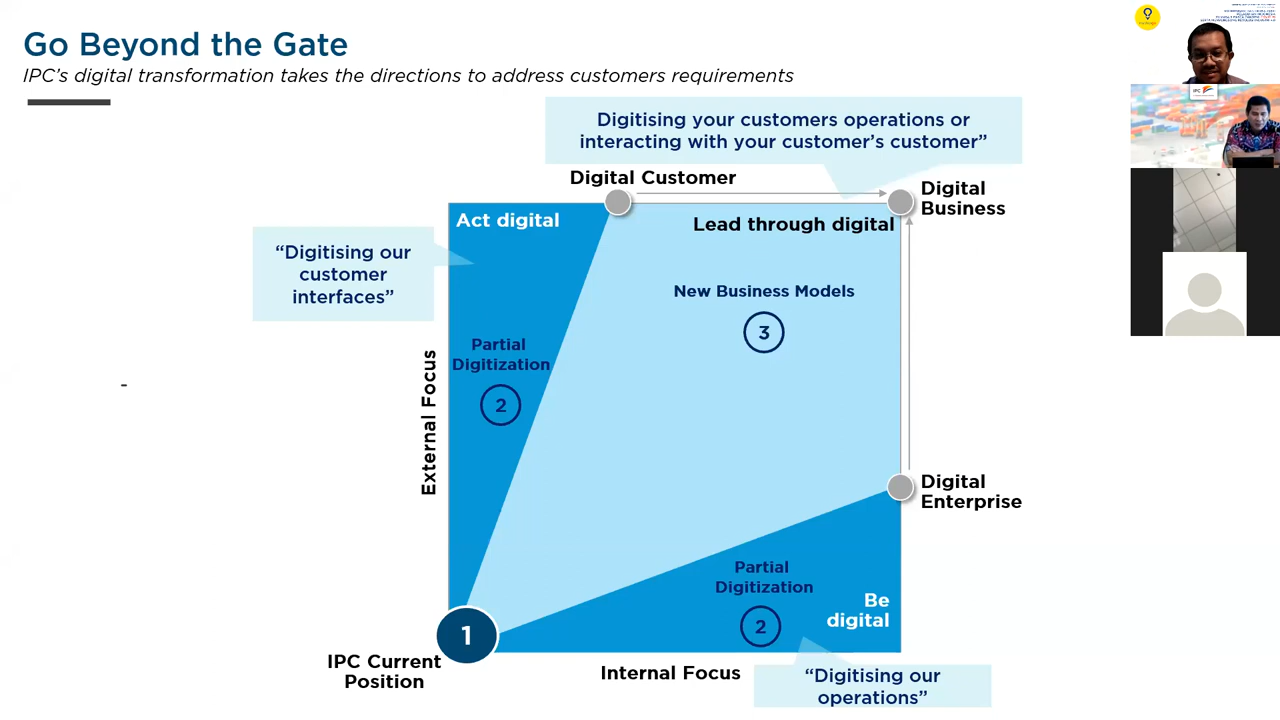 Go Beyond the Gate
IPC’s digital transformation takes the directions to address customers requirements
Digitising your customers operations or
interacting with your customer’s customer”
Digital Customer
Digital
Business
Act digital
Lead through digital
“Digitising our
customer
interfaces”
New Business Models
3
Partial
Digitization
2
External Focus
-
Digital
Enterprise
Partial
Digitization
2
Be
digital
1
IPC Current
Position
Internal Focus
“Digitising our
operations”
IPC